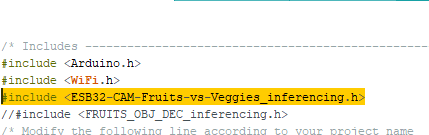 /* Includes ------------------------------------------------
#include <Arduino.h>
#include <WiFi.h>
#include <ESB32-CAM-Fruits-vs-Veggies_inferencing.h>
//#include <FRUITS_OBJ_DEC_inferencing.h>
/* Modify the following line according to your project name